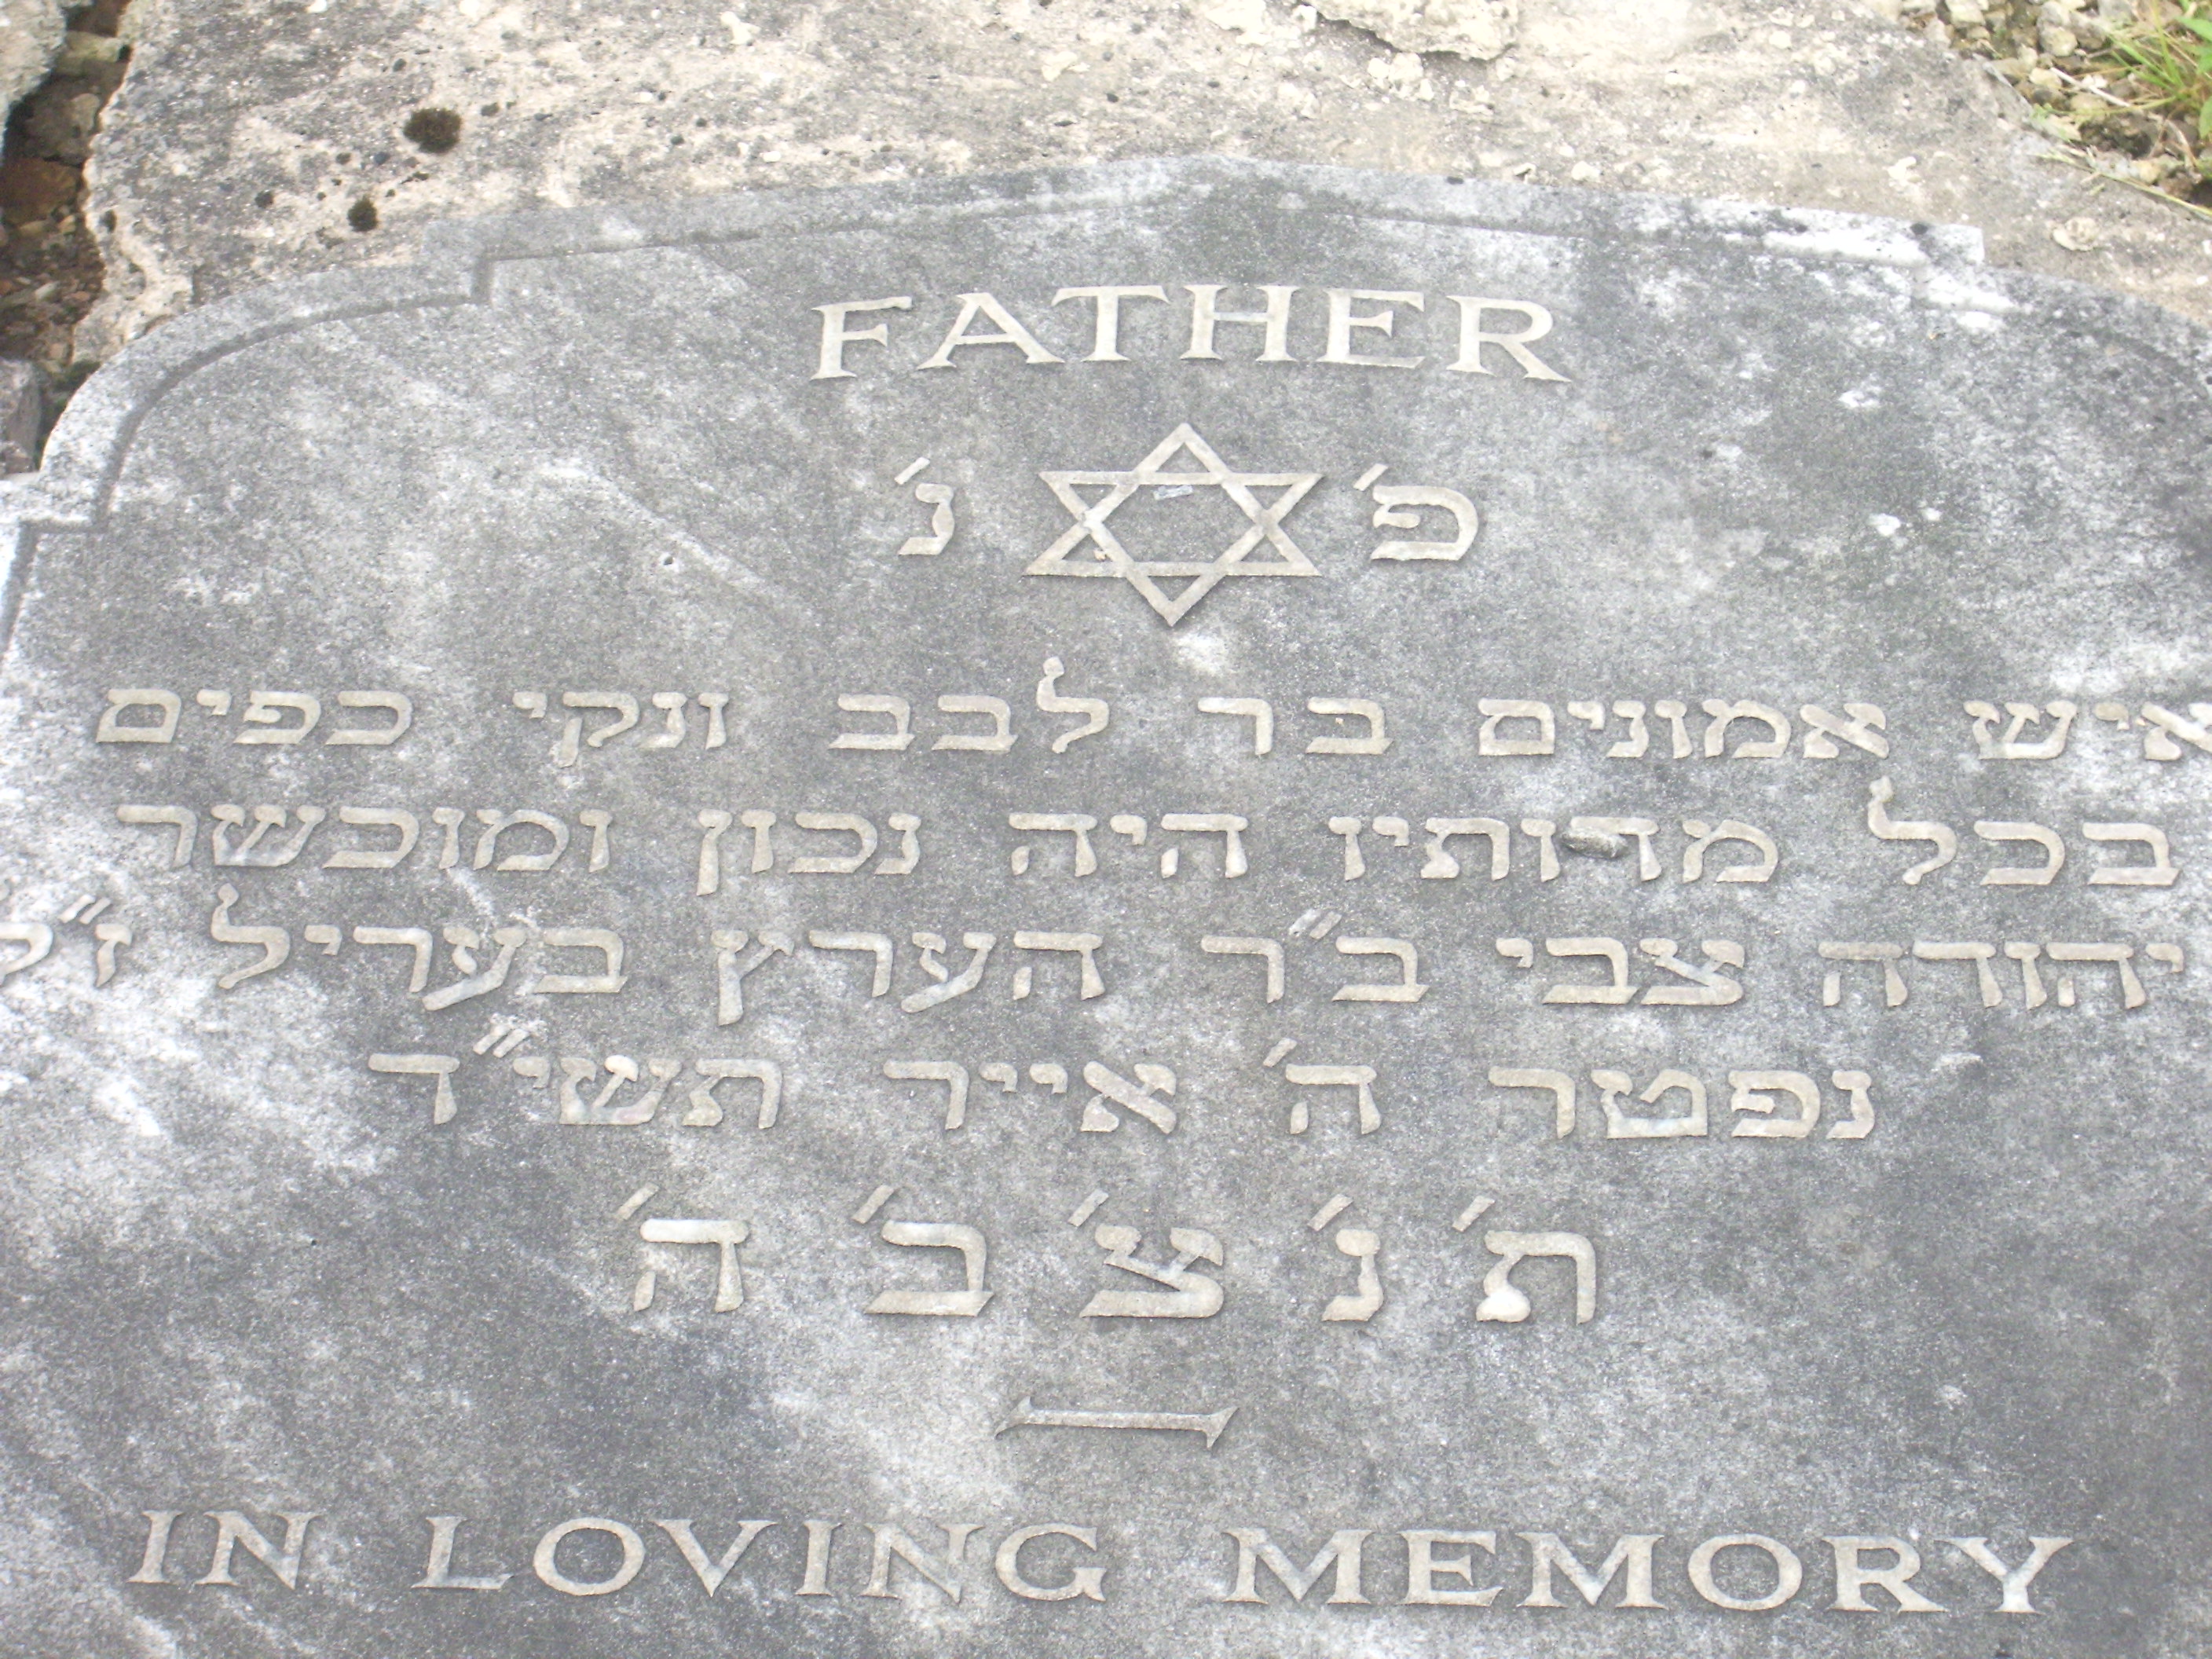 FATHER
פ' נ'
איש אמונים בר לבב ונקי כפים
בכל מדותיו היה נכון ומוכשר
יהודה צבי ב"ר הערץ בעריל ז"ל
נפטר ה' אייר תשי"ד
ת' נ' צ' ב' ה'
IN LOVING MEMORY